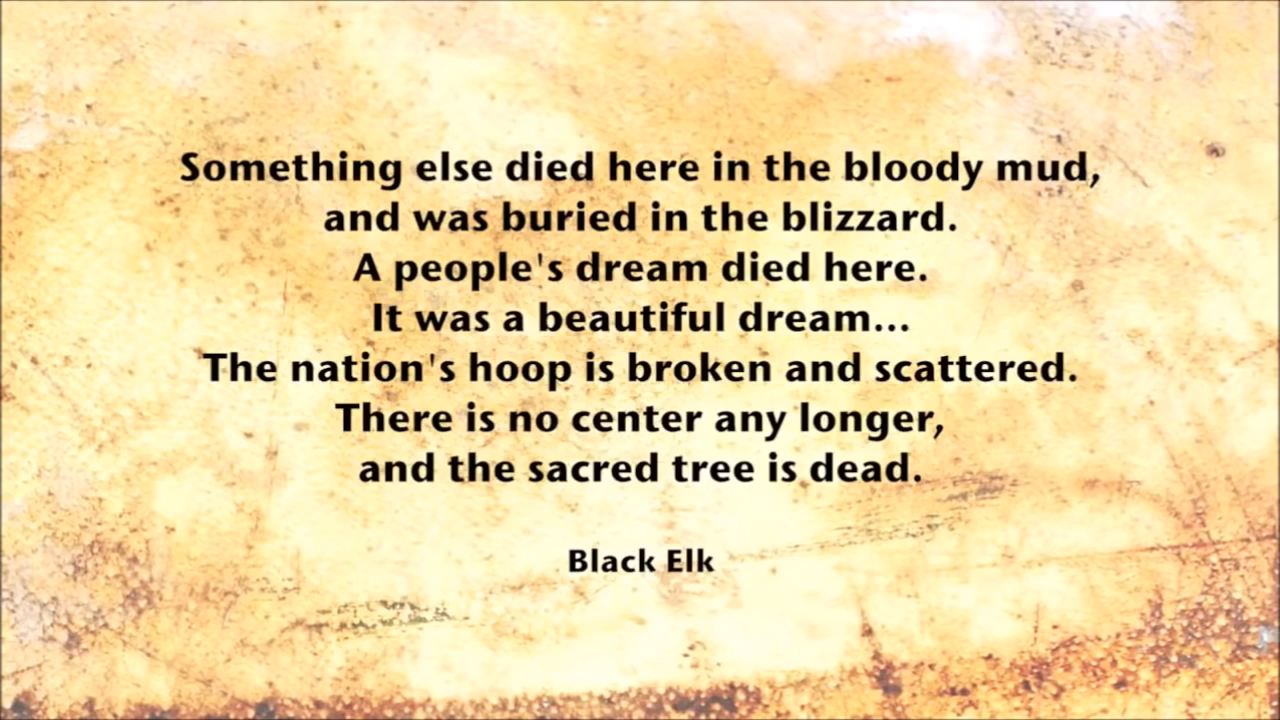 Something else died here in the bloody mud,
and was buried in the blizzard.
A people's dream died here.
It was a beautiful dream...
The nation's hoop is broken and scattered.
There is no center any longer,
and the sacred tree is dead.
Black Elk